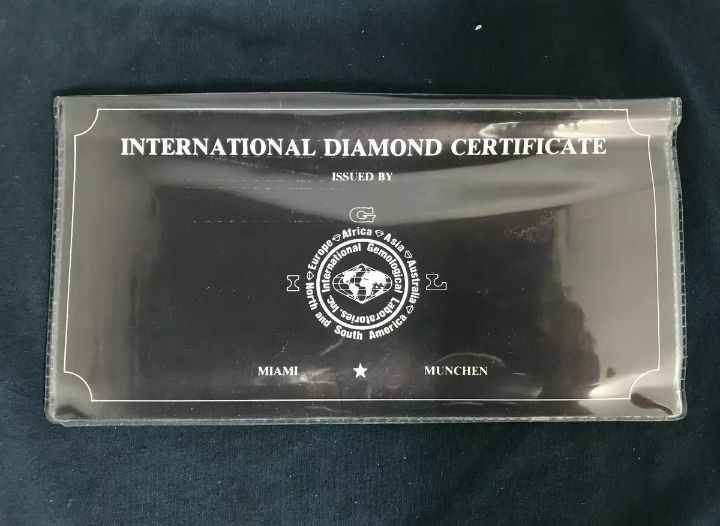 INTERNATIONAL DIAMOND CERTIFICATE
ISSUED BY
G
I
L
Europe Africa Asia Australia North and South America
International Gemological Laboratories, Inc.
MIAMI ★ MUNCHEN